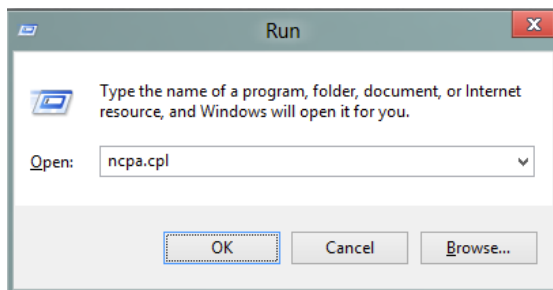 Run
Type the name of a program, folder, document, or Internet
resource, and Windows will open it for you.
Open: ncpa.cpl
OK Cancel Browse...